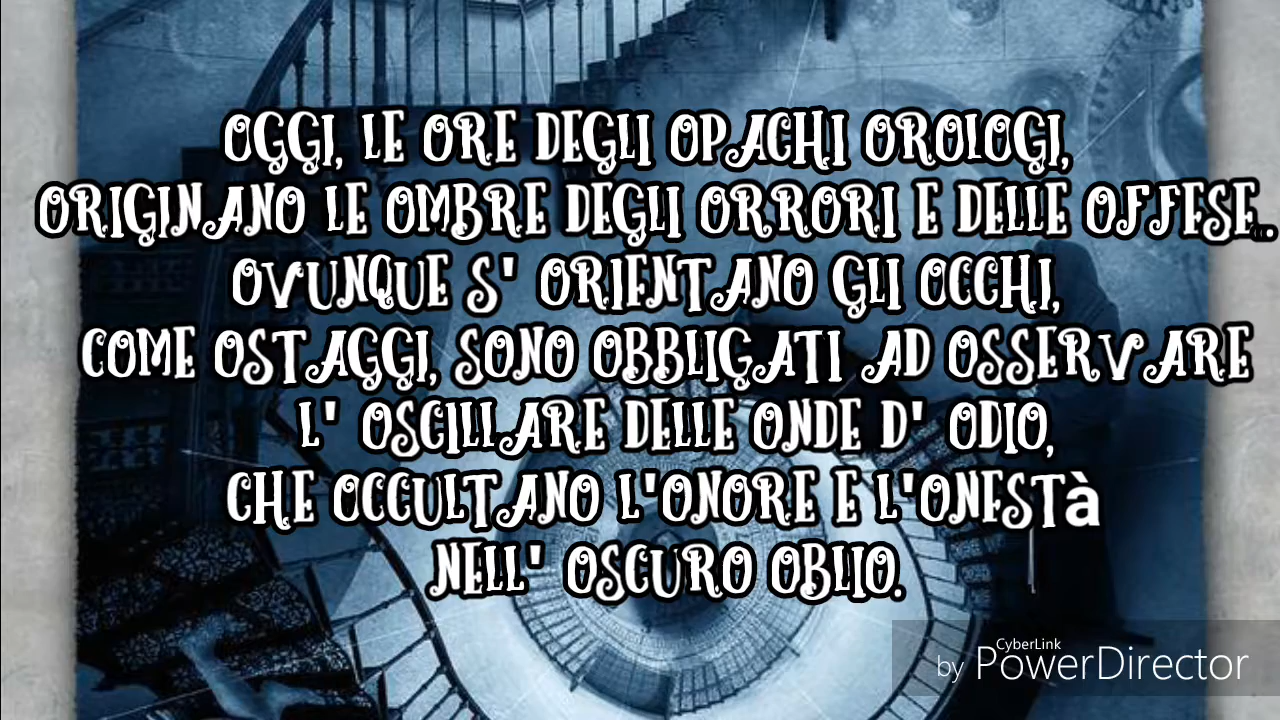 OGGI, LE ORE DEGLI OPACHI OROLOGI,
ORIGINANO LE OMBRE DEGLI ORRORI E DELLE OFFESE..
OVUNQUE S' ORIENTANO GLI OCCHI,
COME OSTAGGI, SONO OBBLIGATI AD OSSERVARE
L' OSCILLARE DELLE ONDE D' ODIO,
CHE OCCULTANO L'ONORE E L'ONESTà
NELL' OSCURO OBLIO.
CyberLink
by PowerDirector